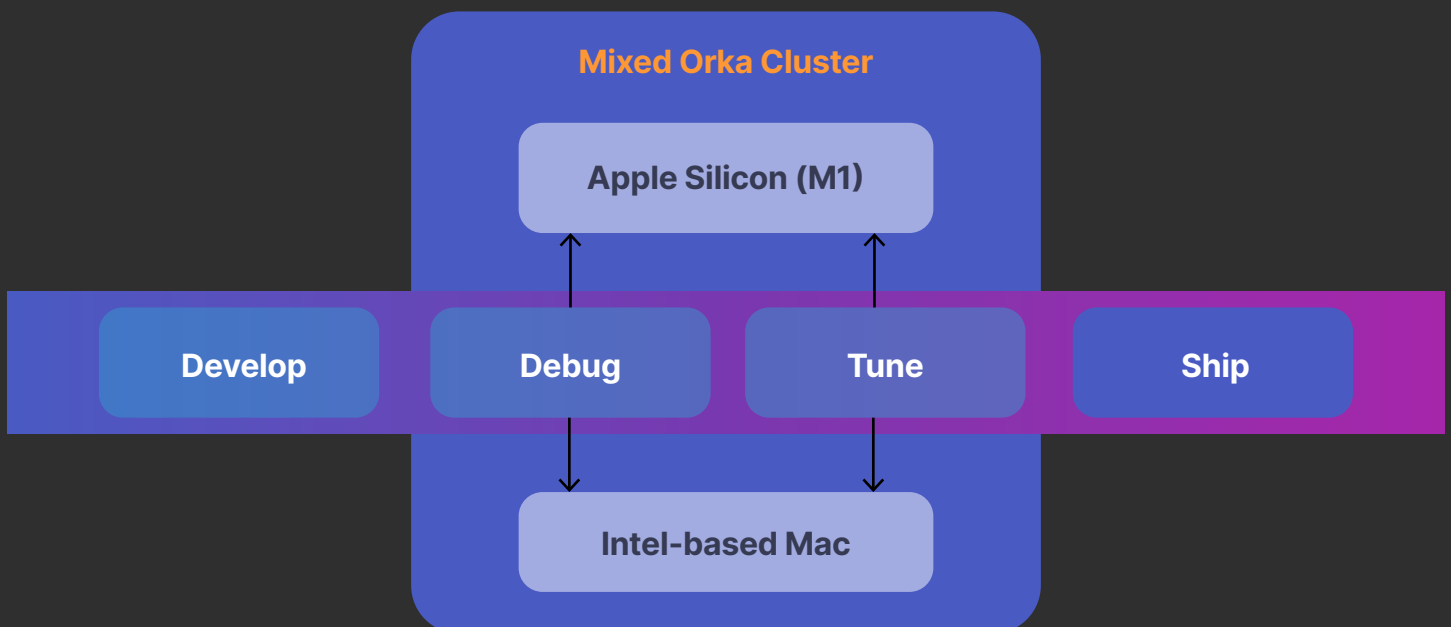 Mixed Orka Cluster
Apple Silicon (M1)
Develop
Debug
Tune
Ship
Intel-based Mac